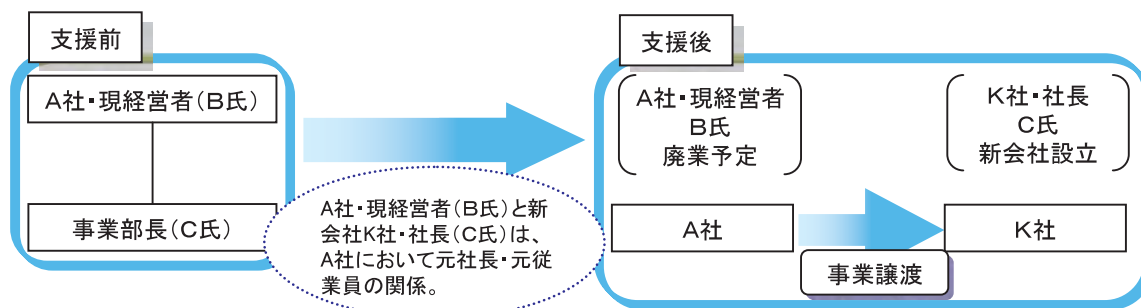 支援前
A社・現経営者(B氏)
事業部長(C氏)
A社・現経営者(B氏)と新
会社K社・社長(C氏)は、
A社において元社長・元従
業員の関係。
支援後
A社・現経営者
B氏
廃業予定
K社・社長
C氏
新会社設立
A社
事業譲渡
K社